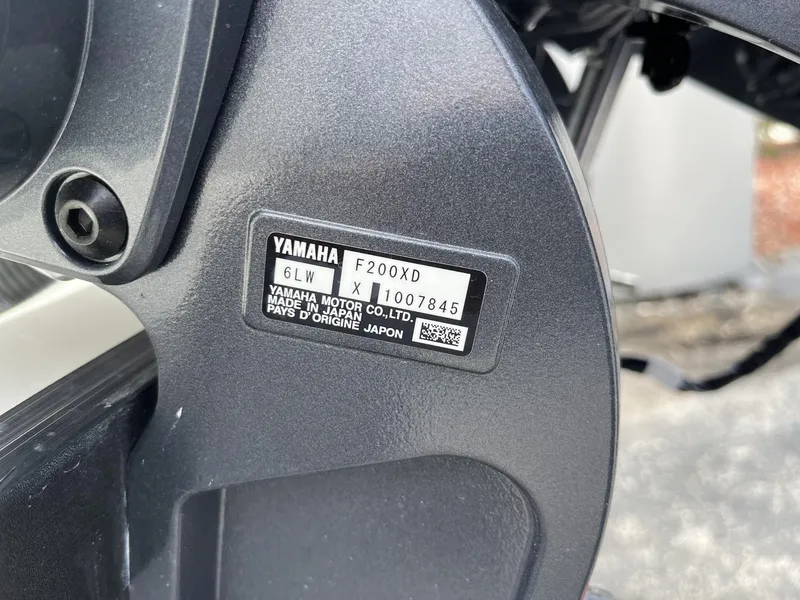 YAMAHA F200XD
6LW X 1007845
YAMAHA MOTOR CO.,LTD.
MADE IN JAPAN
PAYS D'ORIGINE JAPON